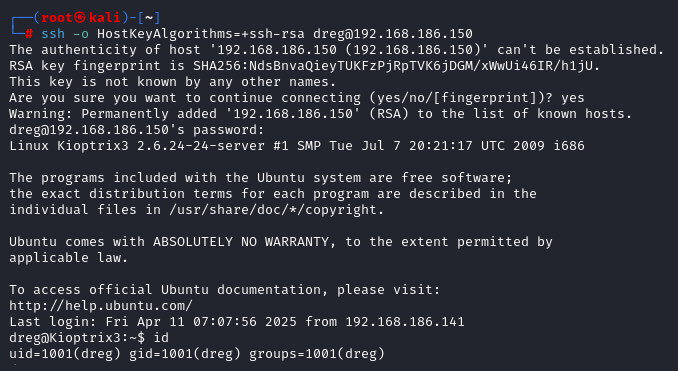 ┌──(root㉿kali)-[~]
└─# ssh -o HostKeyAlgorithms=+ssh-rsa dreg@192.168.186.150
The authenticity of host '192.168.186.150 (192.168.186.150)' can't be established.
RSA key fingerprint is SHA256:NdsBnvaQieyTUKFzPjRpTVK6jDGM/xWwUi46IR/h1jU.
This key is not known by any other names.
Are you sure you want to continue connecting (yes/no/[fingerprint])? yes
Warning: Permanently added '192.168.186.150' (RSA) to the list of known hosts.
dreg@192.168.186.150's password:
Linux Kioptrix3 2.6.24-24-server #1 SMP Tue Jul 7 20:21:17 UTC 2009 i686

The programs included with the Ubuntu system are free software;
the exact distribution terms for each program are described in the
individual files in /usr/share/doc/*/copyright.

Ubuntu comes with ABSOLUTELY NO WARRANTY, to the extent permitted by
applicable law.

To access official Ubuntu documentation, please visit:
http://help.ubuntu.com/
Last login: Fri Apr 11 07:07:56 2025 from 192.168.186.141
dreg@Kioptrix3:~$ id
uid=1001(dreg) gid=1001(dreg) groups=1001(dreg)